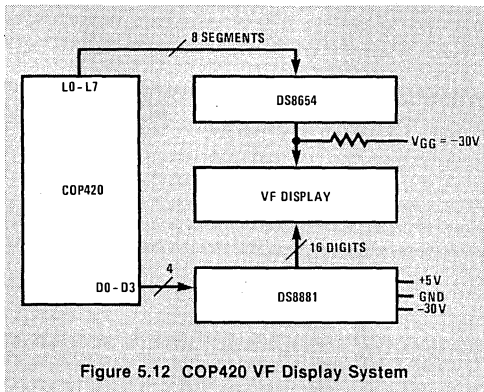 8 SEGMENTS
L0-L7
DS8654
VGG = -30V
COP420
VF DISPLAY
16 DIGITS
4
D0-D3
DS8881
+5V
GND
-30V
Figure 5.12 COP420 VF Display System